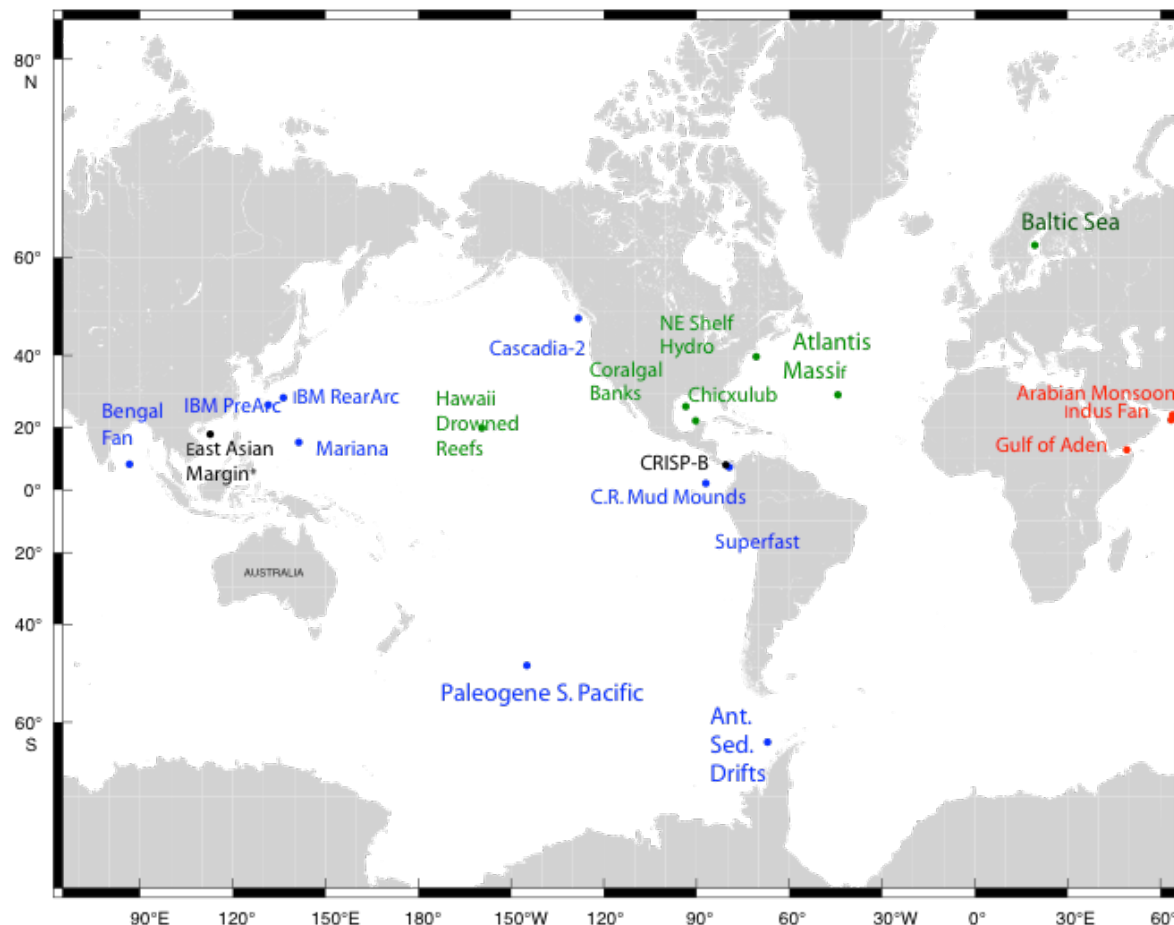 80°
N
60°
40°
20°
0°
20°
40°
60°
S
Baltic Sea
NE Shelf
Hydro
Atlantis
Massif
Cascadia-2
Coralgal
Banks
Chicxulub
Arabian Monsoon
Indus Fan
Gulf of Aden
IBM PreArc
IBM RearArc
Bengal
Fan
Hawaii
Drowned
Reefs
East Asian
Margin*
Mariana
CRISP-B
C.R. Mud Mounds
Superfast
AUSTRALIA
Paleogene S. Pacific
Ant.
Sed.
Drifts
90°E
120°
150°E
180°
150°W
120°
90°
60°
30°W
0°
30°E
60°